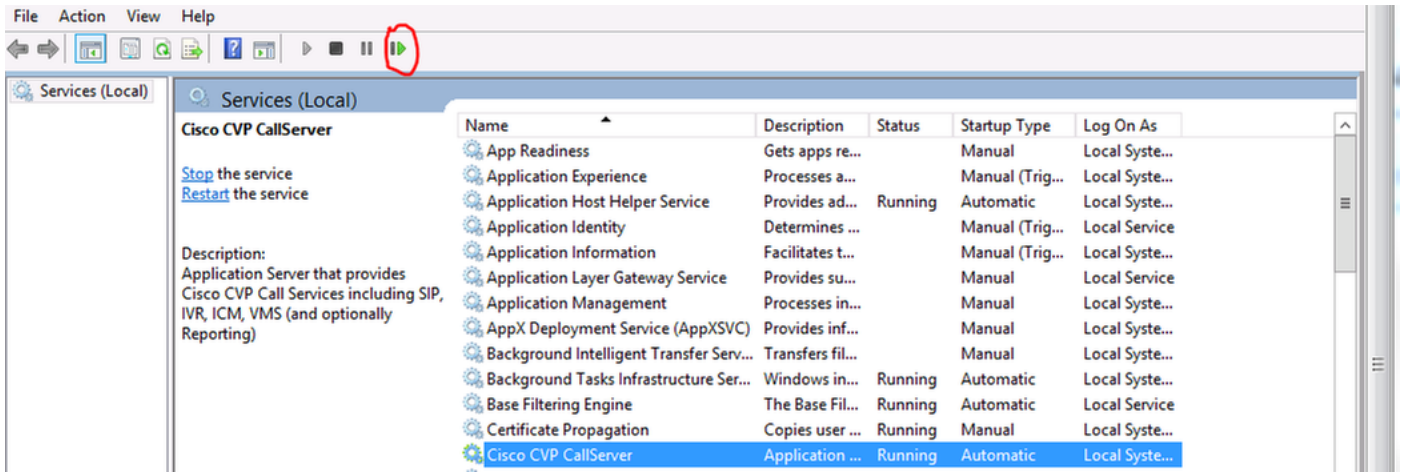 File Action View Help
Services (Local)
Services (Local)
Cisco CVP CallServer
Stop the service
Restart the service
Description:
Application Server that provides
Cisco CVP Call Services including SIP,
IVR, ICM, VMS (and optionally
Reporting)
Name Description Status Startup Type Log On As
App Readiness Gets apps re... Manual Local Syste...
Application Experience Processes a... Manual (Trig... Local Syste...
Application Host Helper Service Provides ad... Running Automatic Local Syste...
Application Identity Determines ... Manual (Trig... Local Service
Application Information Facilitates t... Manual (Trig... Local Syste...
Application Layer Gateway Service Provides su... Manual Local Service
Application Management Processes in... Manual Local Syste...
AppX Deployment Service (AppXSVC) Provides inf... Manual Local Syste...
Background Intelligent Transfer Serv... Transfers fil... Manual Local Syste...
Background Tasks Infrastructure Ser... Windows in... Running Automatic Local Syste...
Base Filtering Engine The Base Fil... Running Automatic Local Service
Certificate Propagation Copies user ... Running Manual Local Syste...
Cisco CVP CallServer Application ... Running Automatic Local Syste...